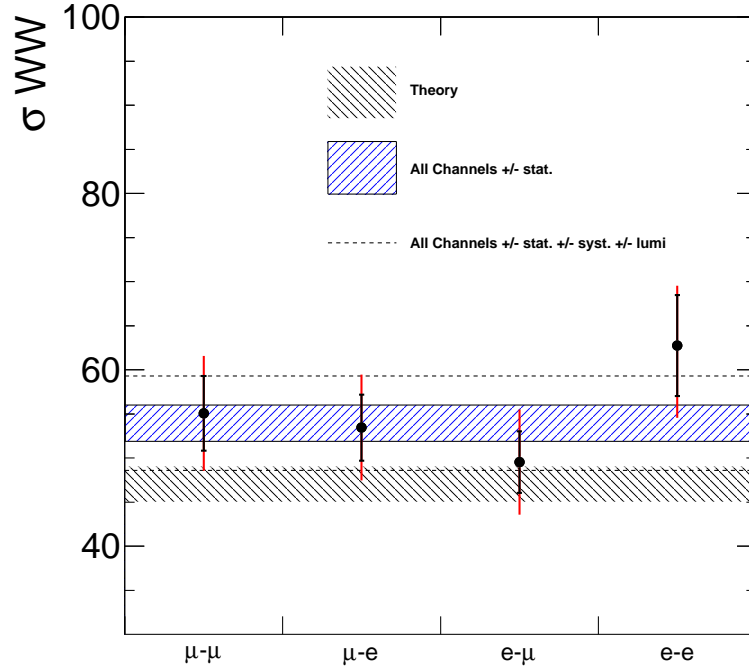 σ WW
100
80
60
40
Theory
All Channels +/- stat.
All Channels +/- stat. +/- syst. +/- lumi
μ-μ
μ-e
e-μ
e-e